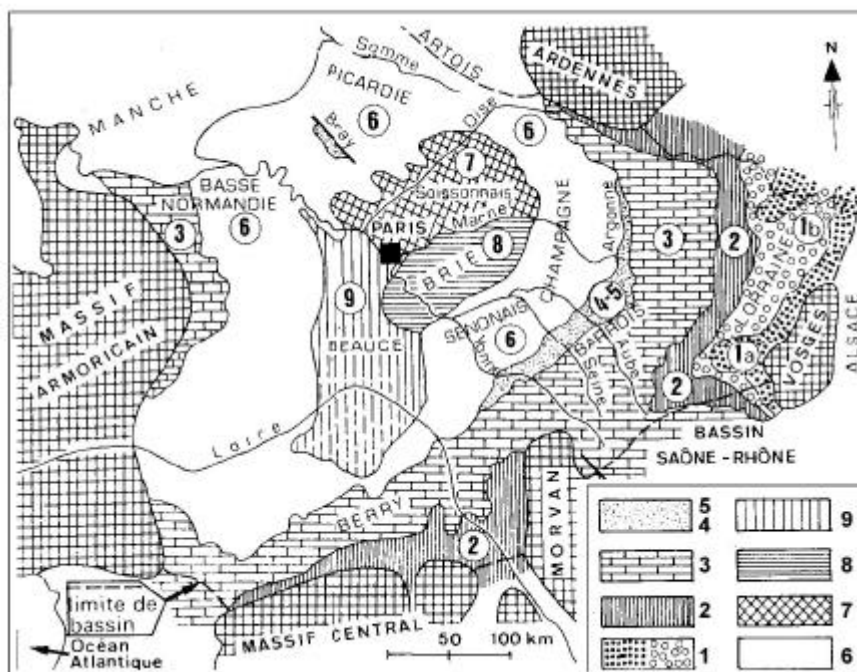 ARTOIS
Somme
ARDENNES
N
PICARDIE
MANCHE
Oise
6
6
Bray
7
BASSE
NORMANDIE
6
Soissonnais
Marne
PARIS
3
8
BRIE
CHAMPAGNE
Argonne
3
2
1b
LORRAINE
9
4-5
VOSGES
ALSACE
MASSIF
ARMORICAIN
BEAUCE
SENONAIS
6
Yonne
BARROIS
Aube
Seine
1a
2
Loire
BASSIN
SAÔNE-RHÔNE
BERRY
2
MORVAN
limite de
bassin
Océan
Atlantique
MASSIF CENTRAL
50 100 km
5
4
9
3
8
2
7
1
6